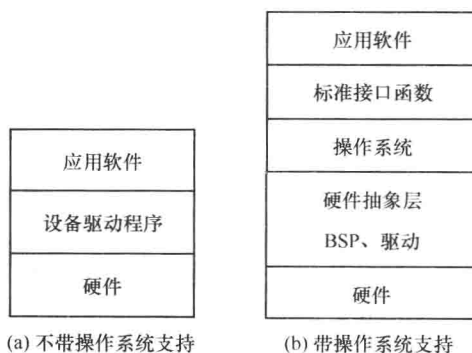 应用软件
设备驱动程序
硬件
(a) 不带操作系统支持
应用软件
标准接口函数
操作系统
硬件抽象层
BSP、驱动
硬件
(b) 带操作系统支持